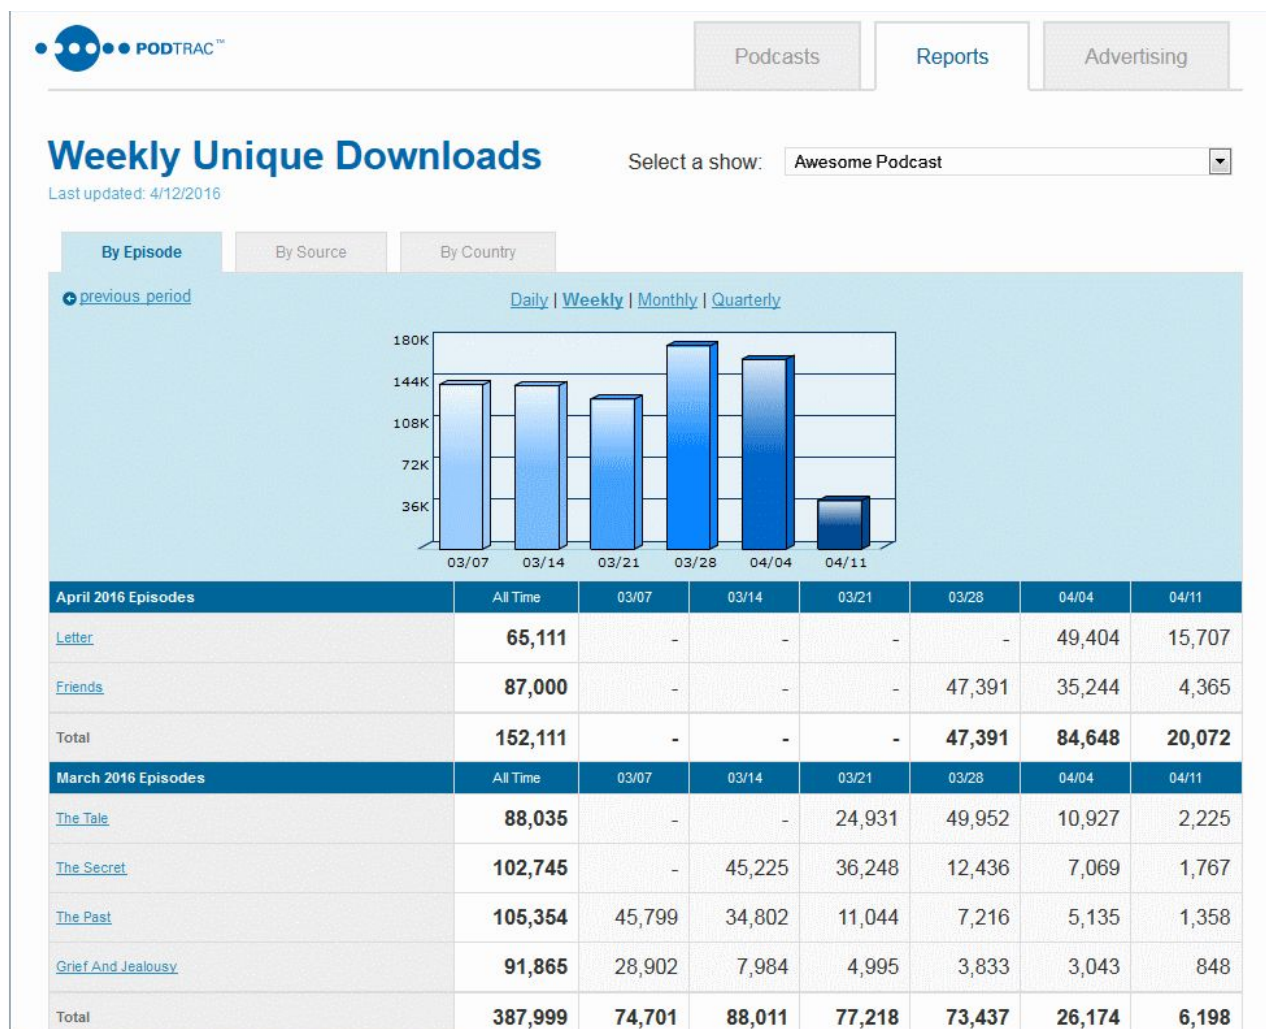 PODTRAC™
Podcasts Reports Advertising
Weekly Unique Downloads
Select a show: Awesome Podcast
Last updated: 4/12/2016
By Episode By Source By Country
previous period
Daily | Weekly | Monthly | Quarterly
180K
144K
108K
72K
36K
03/07 03/14 03/21 03/28 04/04 04/11
April 2016 Episodes All Time 03/07 03/14 03/21 03/28 04/04 04/11
Letter 65,111 - - - - 49,404 15,707
Friends 87,000 - - - 47,391 35,244 4,365
Total 152,111 - - - 47,391 84,648 20,072
March 2016 Episodes All Time 03/07 03/14 03/21 03/28 04/04 04/11
The Tale 88,035 - - 24,931 49,952 10,927 2,225
The Secret 102,745 - 45,225 36,248 12,436 7,069 1,767
The Past 105,354 45,799 34,802 11,044 7,216 5,135 1,358
Grief And Jealousy 91,865 28,902 7,984 4,995 3,833 3,043 848
Total 387,999 74,701 88,011 77,218 73,437 26,174 6,198